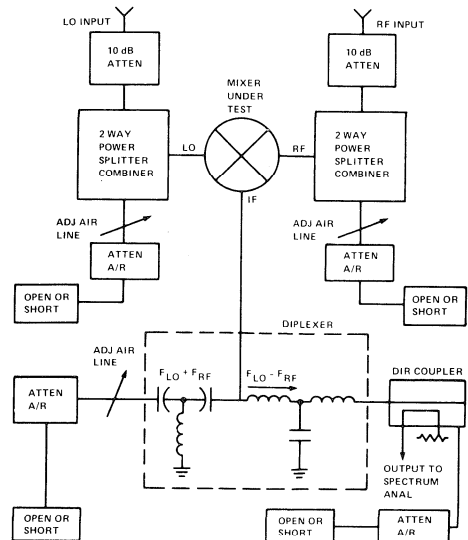 LO INPUT
RF INPUT
10 dB
ATTEN
10 dB
ATTEN
MIXER
UNDER
TEST
2 WAY
POWER
SPLITTER
COMBINER
LO
RF
2 WAY
POWER
SPLITTER
COMBINER
IF
ADJ AIR
LINE
ADJ AIR
LINE
ATTEN
A/R
ATTEN
A/R
OPEN OR
SHORT
OPEN OR
SHORT
DIPLEXER
ADJ AIR
LINE
F LO + F RF
F LO - F RF
DIR COUPLER
ATTEN
A/R
OUTPUT TO
SPECTRUM
ANAL
OPEN OR
SHORT
OPEN OR
SHORT
ATTEN
A/R